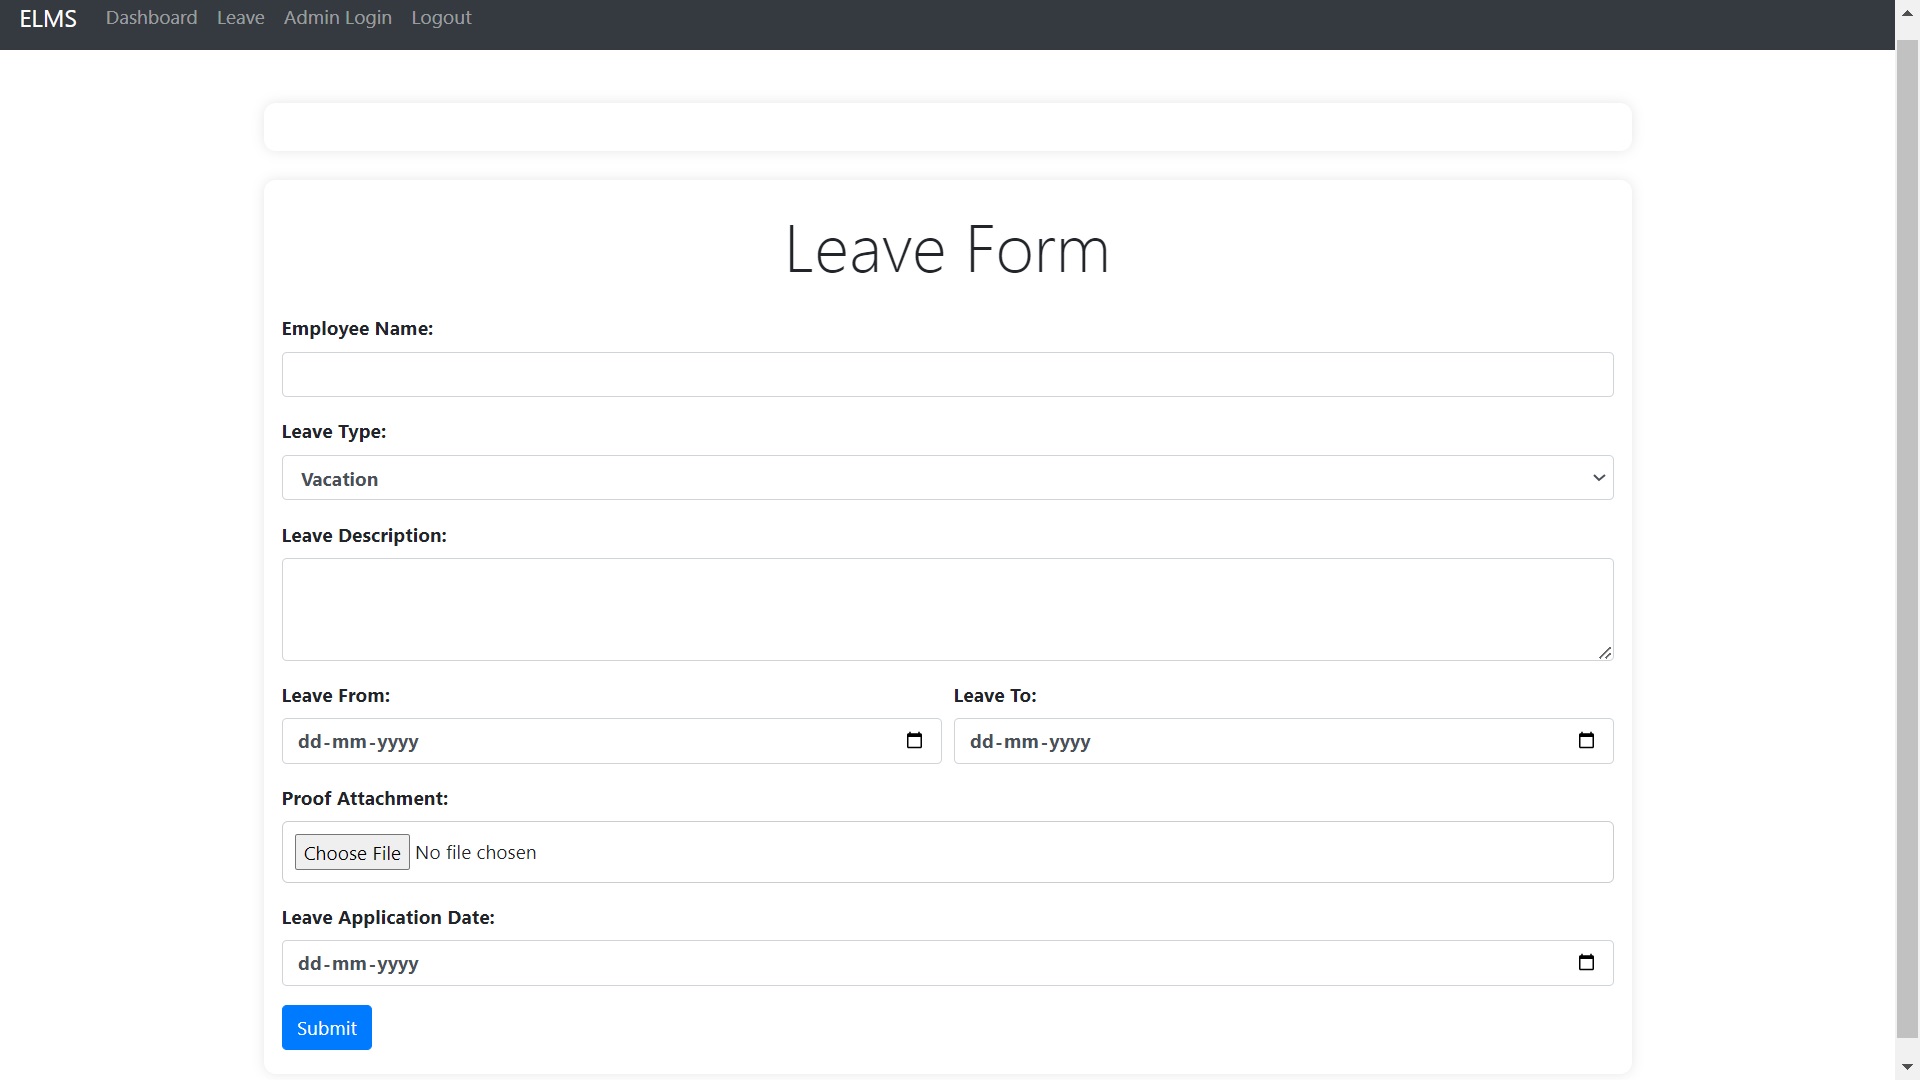 ELMS Dashboard Leave Admin Login Logout
Leave Form
Employee Name:
Leave Type:
Vacation
Leave Description:
Leave From: Leave To:
dd-mm-yyyy dd-mm-yyyy
Proof Attachment:
Choose File No file chosen
Leave Application Date:
dd-mm-yyyy
Submit